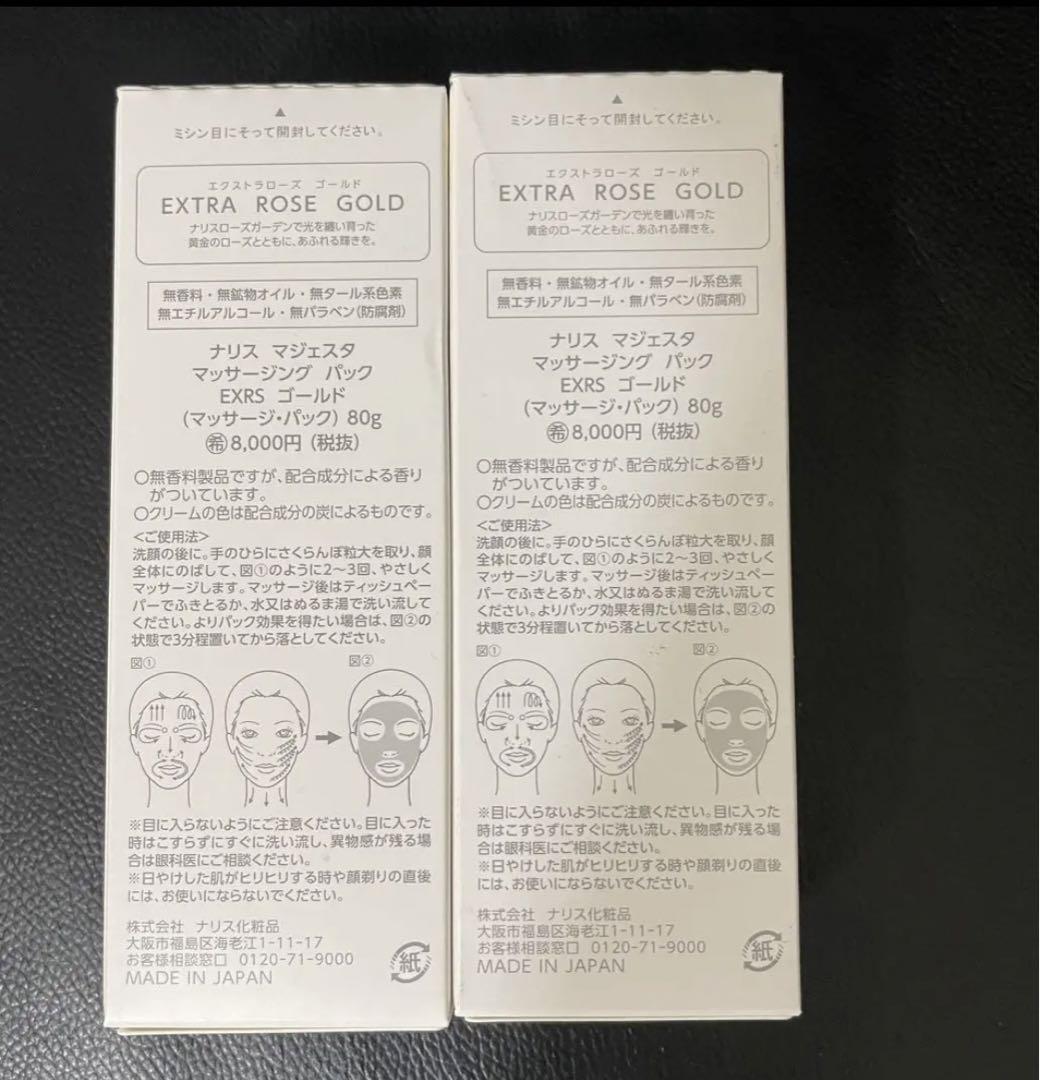 ミシン目にそって開封してください。
エクストラローズ ゴールド
EXTRA ROSE GOLD
ナリスローズガーデンで光を纏い育った
黄金のローズとともに、あふれる輝きを。
無香料・無鉱物オイル・無タール系色素
無エチルアルコール・無パラベン(防腐剤)
ナリス マジェスタ
マッサージング パック
EXRS ゴールド
(マッサージ・パック) 80g
㊒8,000円 (税抜)
〇無香料製品ですが、配合成分による香り
がついています。
〇クリームの色は配合成分の炭によるものです。
<ご使用法>
洗顔の後に。手のひらにさくらんぼ粒大を取り、顔
全体にのばして、図①のように2〜3回、やさしく
マッサージします。マッサージ後はティッシュペー
パーでふきとるか、水又はぬるま湯で洗い流して
ください。よりパック効果を得たい場合は、図②の
状態で3分程置いてから落としてください。
図①
図②
※目に入らないようにご注意ください。目に入った
時はこすらずにすぐに洗い流し、異物感が残る場
合は眼科医にご相談ください。
※日やけした肌がヒリヒリする時や顔剃りの直後
には、お使いにならないでください。
株式会社 ナリス化粧品
大阪市福島区海老江1-11-17
お客様相談窓口 0120-71-9000
MADE IN JAPAN
紙
ミシン目にそって開封してください。
エクストラローズ ゴールド
EXTRA ROSE GOLD
ナリスローズガーデンで光を纏い育った
黄金のローズとともに、あふれる輝きを。
無香料・無鉱物オイル・無タール系色素
無エチルアルコール・無パラベン(防腐剤)
ナリス マジェスタ
マッサージング パック
EXRS ゴールド
(マッサージ・パック) 80g
希8,000円 (税抜)
〇無香料製品ですが、配合成分による香り
がついています。
〇クリームの色は配合成分の炭によるものです。
<ご使用法>
洗顔の後に。手のひらにさくらんぼ粒大を取り、顔
全体にのばして、図①のように2〜3回、やさしく
マッサージします。マッサージ後はティッシュペー
パーでふきとるか、水又はぬるま湯で洗い流して
ください。よりパック効果を得たい場合は、図②の
状態で3分程置いてから落としてください。
図①
図②
※目に入らないようにご注意ください。目に入った
時はこすらずにすぐに洗い流し、異物感が残る場
合は眼科医にご相談ください。
※日やけした肌がヒリヒリする時や顔剃りの直後
には、お使いにならないでください。
株式会社 ナリス化粧品
大阪市福島区海老江1-11-17
お客様相談窓口 0120-71-9000
MADE IN JAPAN
紙